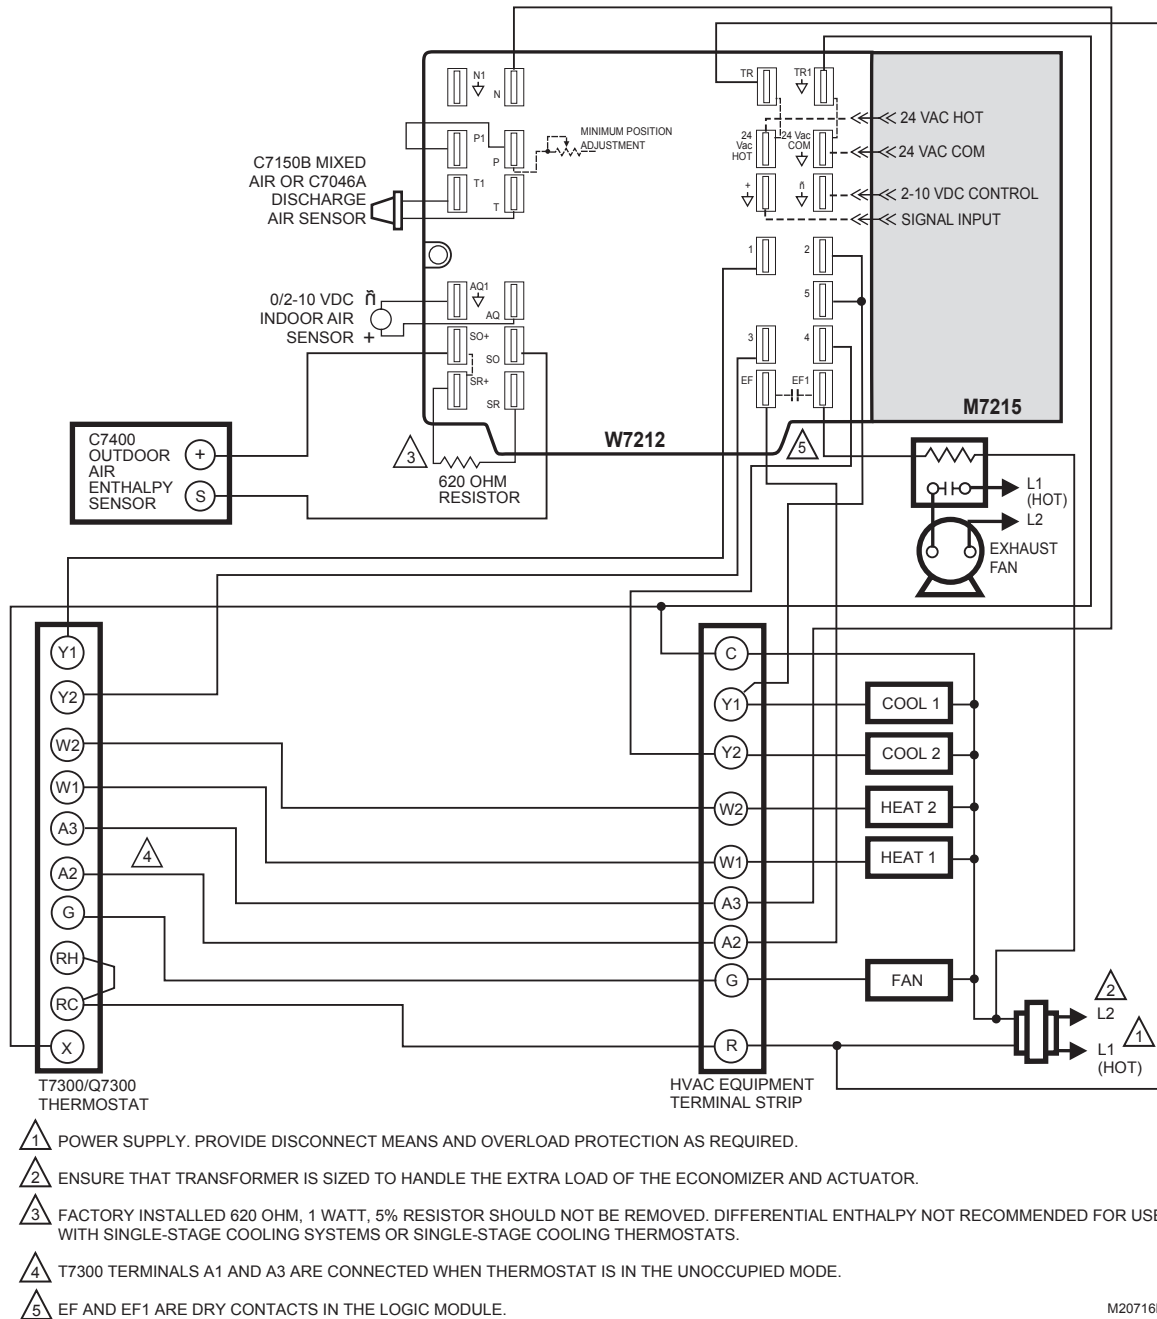 N1
N
TR
TR1
24 VAC HOT
P1
P
MINIMUM POSITION
ADJUSTMENT
24
Vac
HOT
24 Vac
COM
24 VAC COM
C7150B MIXED
AIR OR C7046A
DISCHARGE
AIR SENSOR
T1
T
+
ñ
2-10 VDC CONTROL
SIGNAL INPUT
1
2
0/2-10 VDC
INDOOR AIR
SENSOR
ñ
+
AQ1
AQ
5
SO+
SO
3
4
SR+
SR
EF
EF1
M7215
W7212
C7400
OUTDOOR
AIR
ENTHALPY
SENSOR
+
S
3
620 OHM
RESISTOR
5
L1
(HOT)
L2
EXHAUST
FAN
Y1
Y2
W2
W1
A3
A2
G
RH
RC
X
4
T7300/Q7300
THERMOSTAT
C
Y1
Y2
W2
W1
A3
A2
G
R
HVAC EQUIPMENT
TERMINAL STRIP
COOL 1
COOL 2
HEAT 2
HEAT 1
FAN
2
L2
1
L1
(HOT)
1 POWER SUPPLY. PROVIDE DISCONNECT MEANS AND OVERLOAD PROTECTION AS REQUIRED.
2 ENSURE THAT TRANSFORMER IS SIZED TO HANDLE THE EXTRA LOAD OF THE ECONOMIZER AND ACTUATOR.
3 FACTORY INSTALLED 620 OHM, 1 WATT, 5% RESISTOR SHOULD NOT BE REMOVED. DIFFERENTIAL ENTHALPY NOT RECOMMENDED FOR USE
WITH SINGLE-STAGE COOLING SYSTEMS OR SINGLE-STAGE COOLING THERMOSTATS.
4 T7300 TERMINALS A1 AND A3 ARE CONNECTED WHEN THERMOSTAT IS IN THE UNOCCUPIED MODE.
5 EF AND EF1 ARE DRY CONTACTS IN THE LOGIC MODULE.